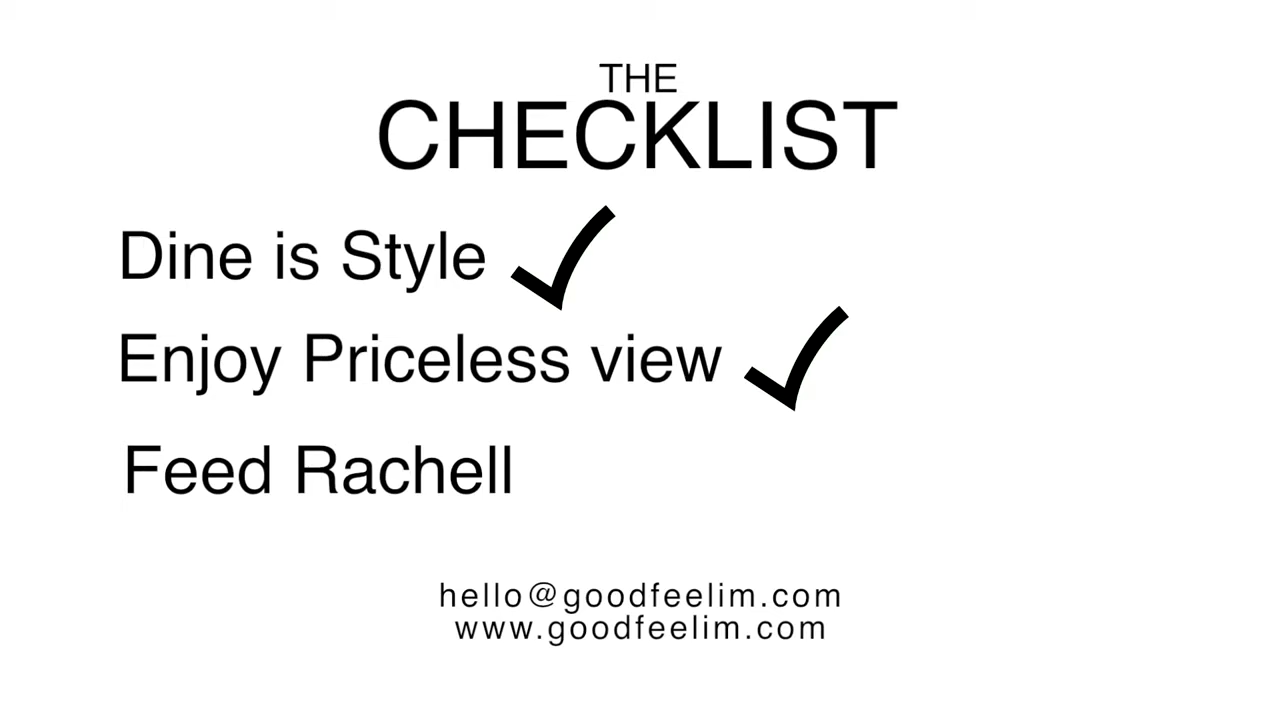 THE
CHECKLIST
Dine is Style
Enjoy Priceless view
Feed Rachell
hello@goodfeelim.com
www.goodfeelim.com